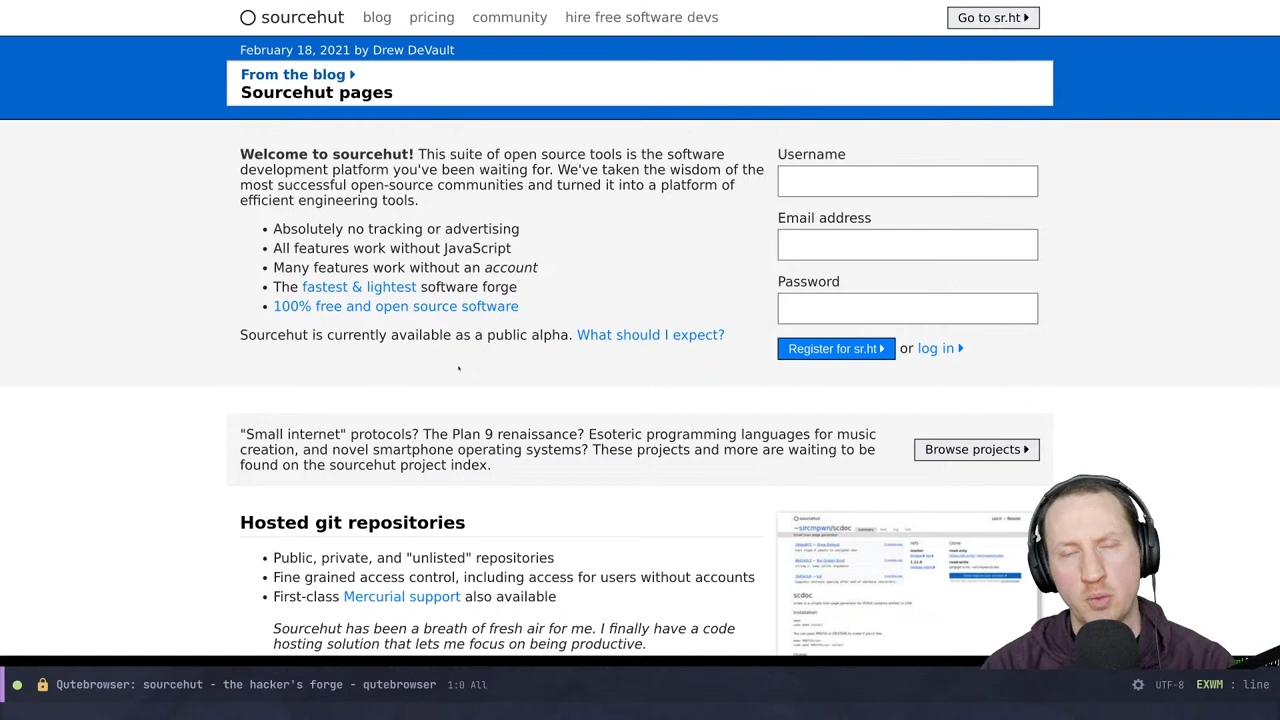 sourcehut blog pricing community hire free software devs Go to sr.ht
February 18, 2021 by Drew DeVault
From the blog
Sourcehut pages
Welcome to sourcehut! This suite of open source tools is the software
development platform you've been waiting for. We've taken the wisdom of the
most successful open-source communities and turned it into a platform of
efficient engineering tools.
• Absolutely no tracking or advertising
• All features work without JavaScript
• Many features work without an account
• The fastest & lightest software forge
• 100% free and open source software
Sourcehut is currently available as a public alpha. What should I expect?
Username
Email address
Password
Register for sr.ht or log in
"Small internet" protocols? The Plan 9 renaissance? Esoteric programming languages for music
creation, and novel smartphone operating systems? These projects and more are waiting to be
found on the sourcehut project index.
Browse projects
Hosted git repositories
• Public, private and "unlisted" repositories
control, including access for users without accounts
class Mercurial support also available
been a breath of fresh air for me. I finally have a code
that lets me focus on being productive.
sourcehut
~sircmpwn/scdoc
scdoc
Qutebrowser: sourcehut - the hacker's forge - qutebrowser 1:0 All UTF-8 EXWM : line